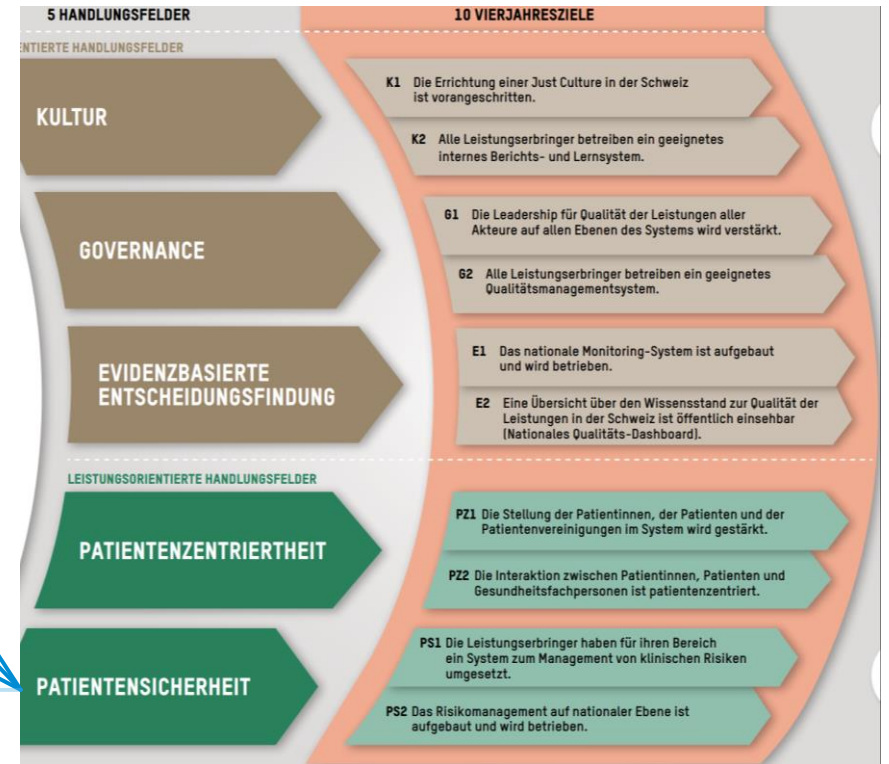 5 HANDLUNGSFELDER
10 VIERJAHRESZIELE
ENTIERTE HANDLUNGSFELDER
KULTUR
K1 Die Errichtung einer Just Culture in der Schweiz
ist vorangeschritten.
K2 Alle Leistungserbringer betreiben ein geeignetes
internes Berichts- und Lernsystem.
GOVERNANCE
G1 Die Leadership für Qualität der Leistungen aller
Akteure auf allen Ebenen des Systems wird verstärkt.
G2 Alle Leistungserbringer betreiben ein geeignetes
Qualitätsmanagementsystem.
EVIDENZBASIERTE
ENTSCHEIDUNGSFINDUNG
E1 Das nationale Monitoring-System ist aufgebaut
und wird betrieben.
E2 Eine Übersicht über den Wissensstand zur Qualität der
Leistungen in der Schweiz ist öffentlich einsehbar
(Nationales Qualitäts-Dashboard).
LEISTUNGSORIENTIERTE HANDLUNGSFELDER
PATIENTENZENTRIERTHEIT
PZ1 Die Stellung der Patientinnen, der Patienten und der
Patientenvereinigungen im System wird gestärkt.
PZ2 Die Interaktion zwischen Patientinnen, Patienten und
Gesundheitsfachpersonen ist patientenzentriert.
PATIENTENSICHERHEIT
PS1 Die Leistungserbringer haben für ihren Bereich
ein System zum Management von klinischen Risiken
umgesetzt.
PS2 Das Risikomanagement auf nationaler Ebene ist
aufgebaut und wird betrieben.